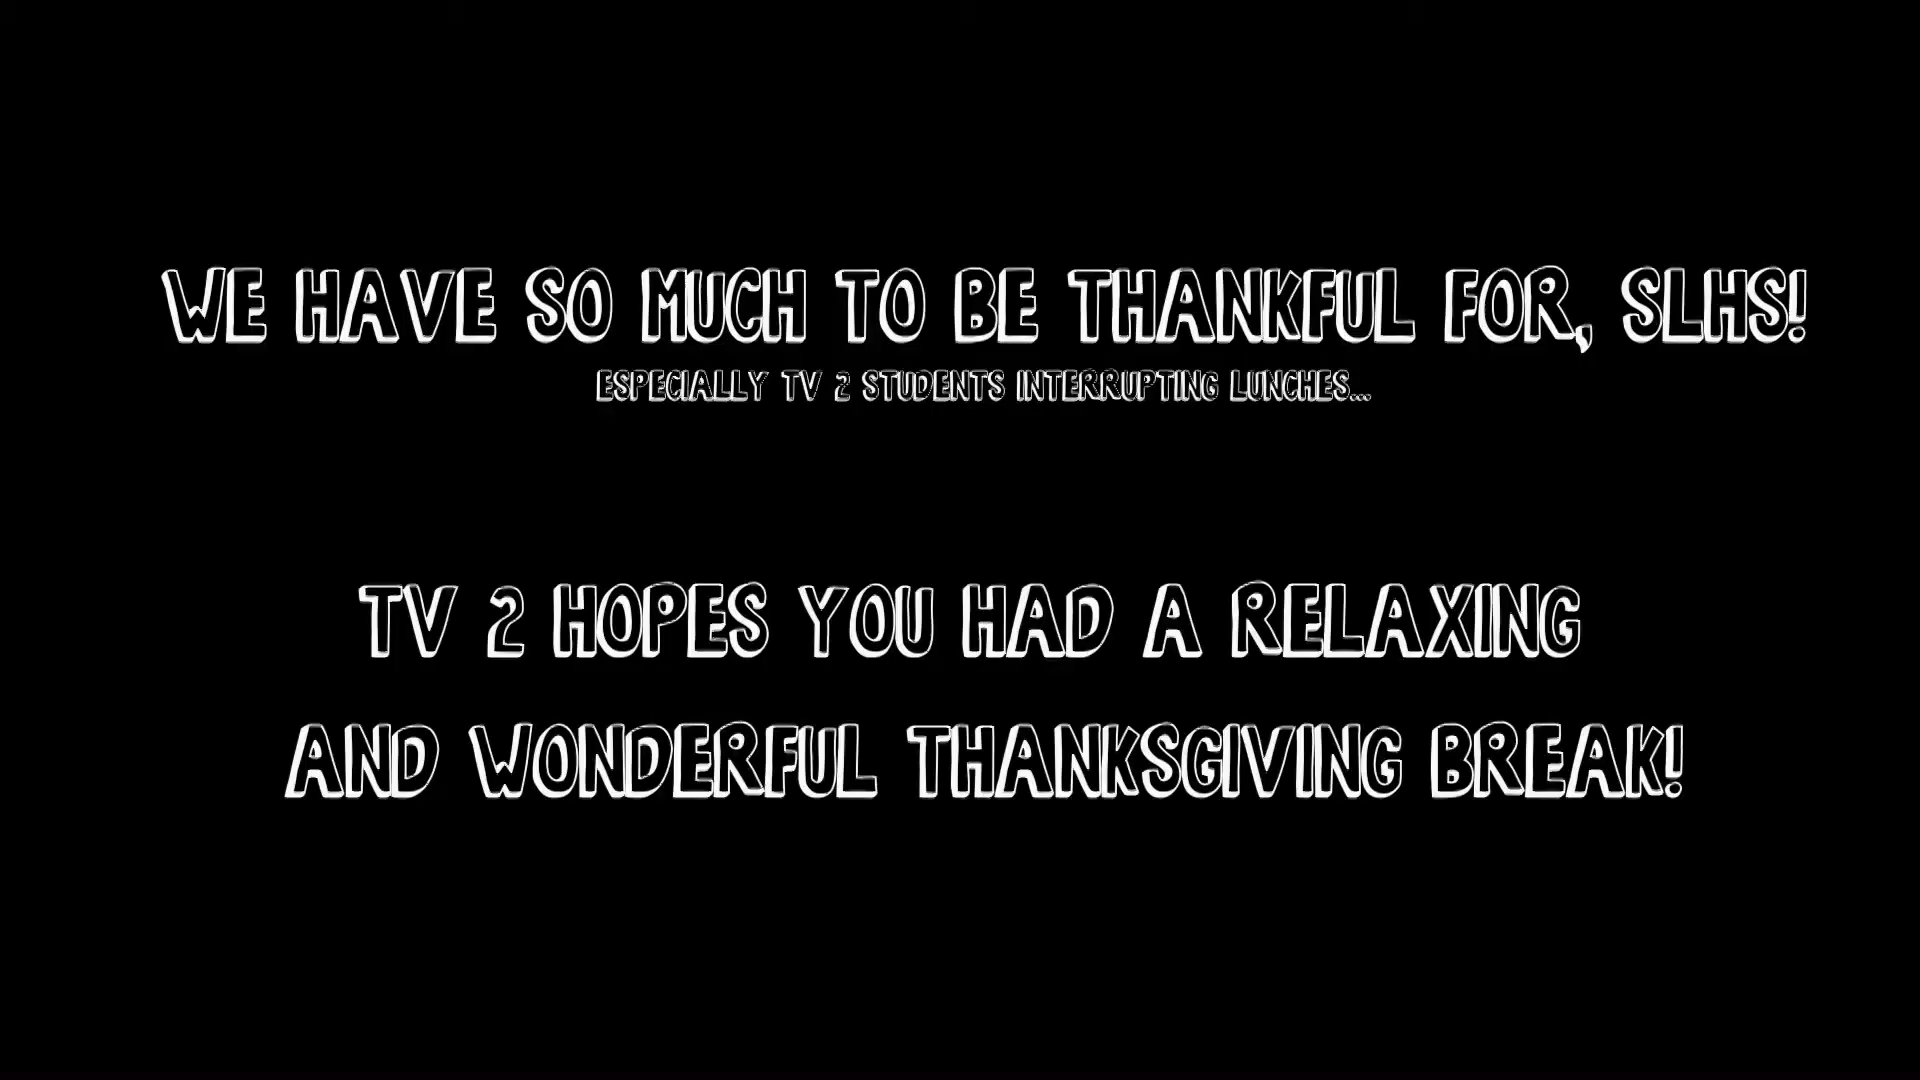 WE HAVE SO MUCH TO BE THANKFUL FOR, SLHS!
ESPECIALLY TV 2 STUDENTS INTERRUPTING LUNCHES...
TV 2 HOPES YOU HAD A RELAXING
AND WONDERFUL THANKSGIVING BREAK!